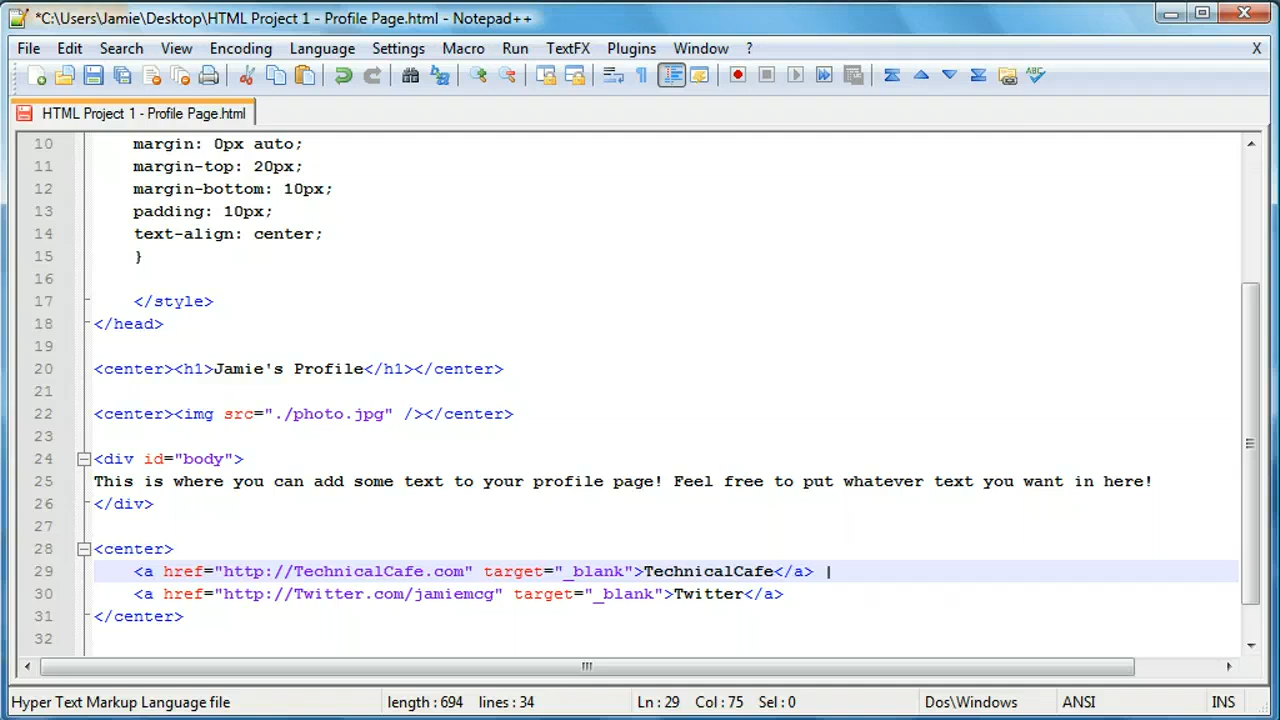 *C:\Users\Jamie\Desktop\HTML Project 1 - Profile Page.html - Notepad++
File Edit Search View Encoding Language Settings Macro Run TextFX Plugins Window ? X
ABC
HTML Project 1 - Profile Page.html
10 margin: 0px auto;
11 margin-top: 20px;
12 margin-bottom: 10px;
13 padding: 10px;
14 text-align: center;
15 }
16
17 </style>
18 </head>
19
20 <center><h1>Jamie's Profile</h1></center>
21
22 <center><img src="./photo.jpg" /></center>
23
24 <div id="body">
25 This is where you can add some text to your profile page! Feel free to put whatever text you want in here!
26 </div>
27
28 <center>
29 <a href="http://TechnicalCafe.com" target="_blank">TechnicalCafe</a> |
30 <a href="http://Twitter.com/jamiemcg" target="_blank">Twitter</a>
31 </center>
32
Hyper Text Markup Language file length : 694 lines : 34 Ln : 29 Col : 75 Sel : 0 Dos\Windows ANSI INS